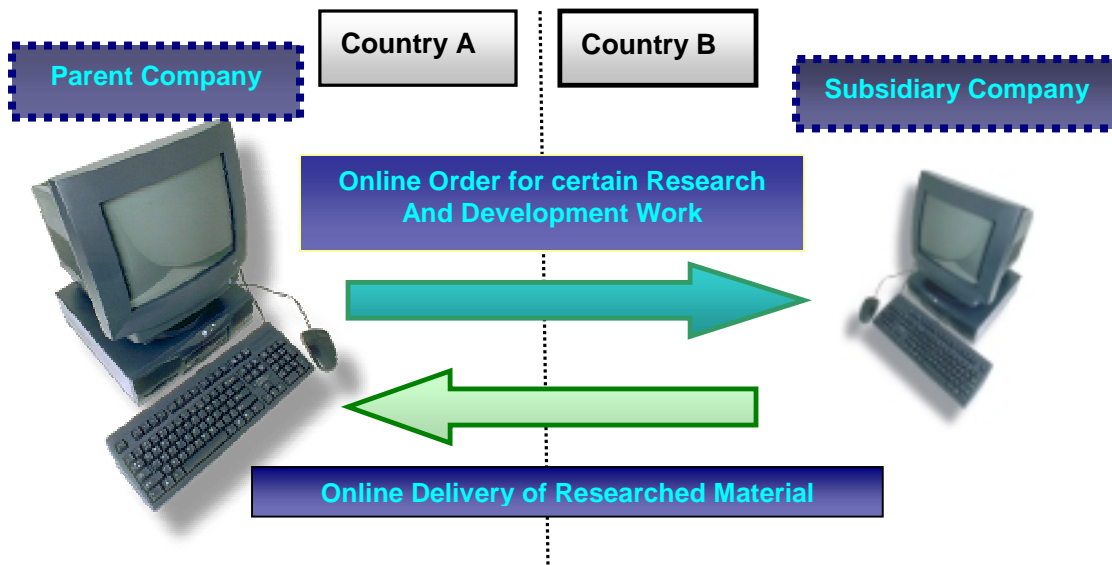 Country A
Country B
Parent Company
Subsidiary Company
Online Order for certain Research
And Development Work
Online Delivery of Researched Material